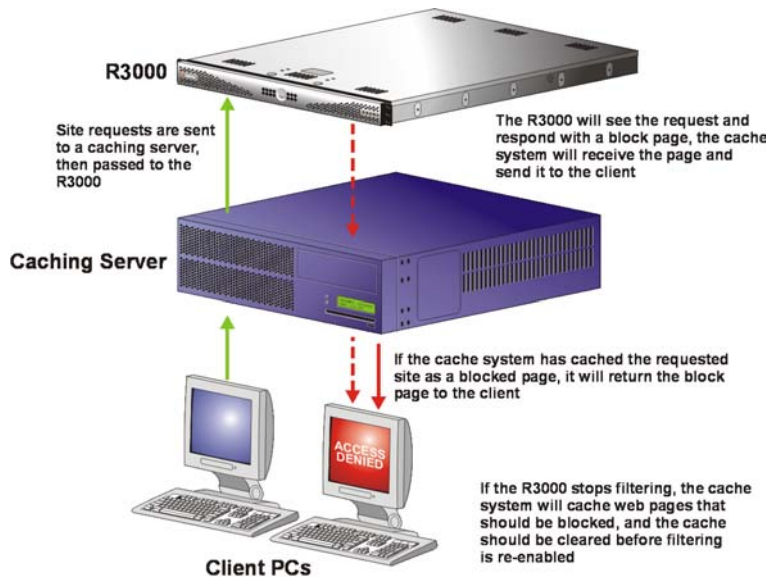 R3000
Site requests are sent
to a caching server,
then passed to the
R3000
The R3000 will see the request and
respond with a block page, the cache
system will receive the page and
send it to the client
Caching Server
If the cache system has cached the requested
site as a blocked page, it will return the block
page to the client
ACCESS
DENIED
If the R3000 stops filtering, the cache
system will cache web pages that
should be blocked, and the cache
should be cleared before filtering
is re-enabled
Client PCs